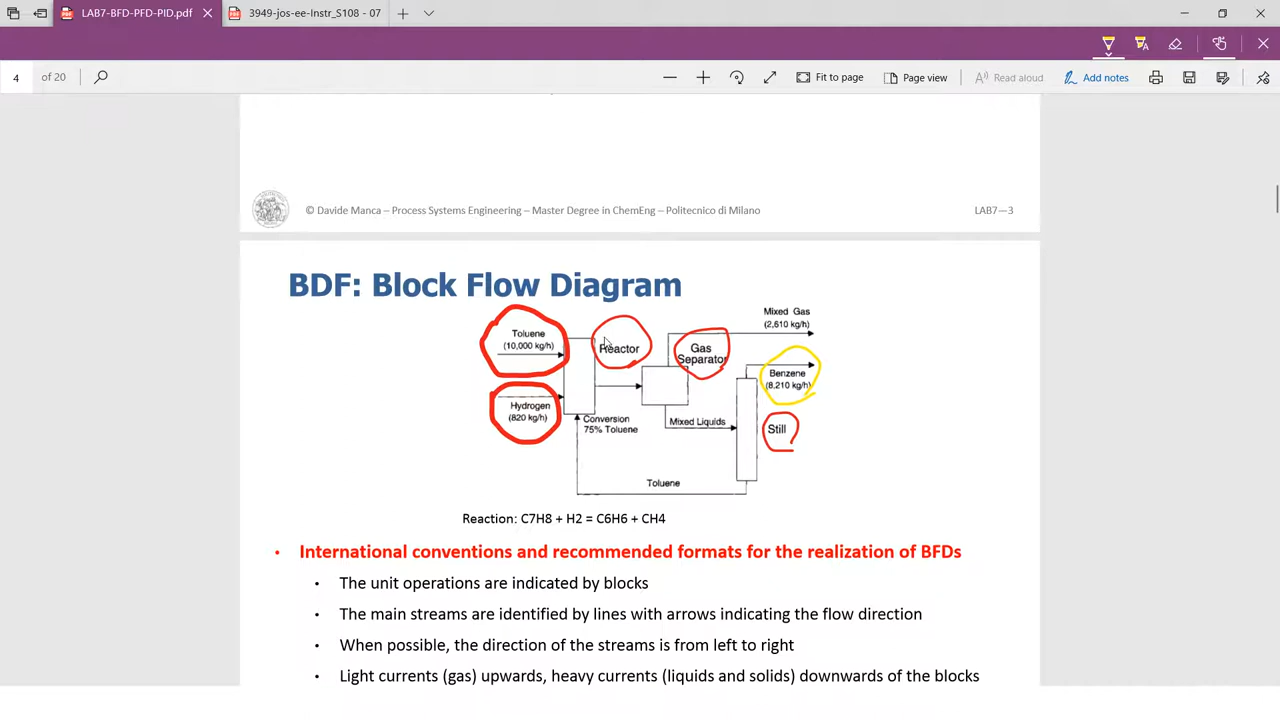 LAB7-BFD-PFD-PID.pdf
3949-jos-ee-Instr_S108 - 07
4 of 20
Fit to page
Page view
Read aloud
Add notes
© Davide Manca – Process Systems Engineering – Master Degree in ChemEng – Politecnico di Milano
LAB7—3
BDF: Block Flow Diagram
Mixed Gas
(2,610 kg/h)
Toluene
(10,000 kg/h)
Reactor
Gas
Separator
Benzene
(8,210 kg/h)
Hydrogen
(820 kg/h)
Conversion
75% Toluene
Mixed Liquids
Still
Toluene
Reaction: C7H8 + H2 = C6H6 + CH4
• International conventions and recommended formats for the realization of BFDs
• The unit operations are indicated by blocks
• The main streams are identified by lines with arrows indicating the flow direction
• When possible, the direction of the streams is from left to right
• Light currents (gas) upwards, heavy currents (liquids and solids) downwards of the blocks